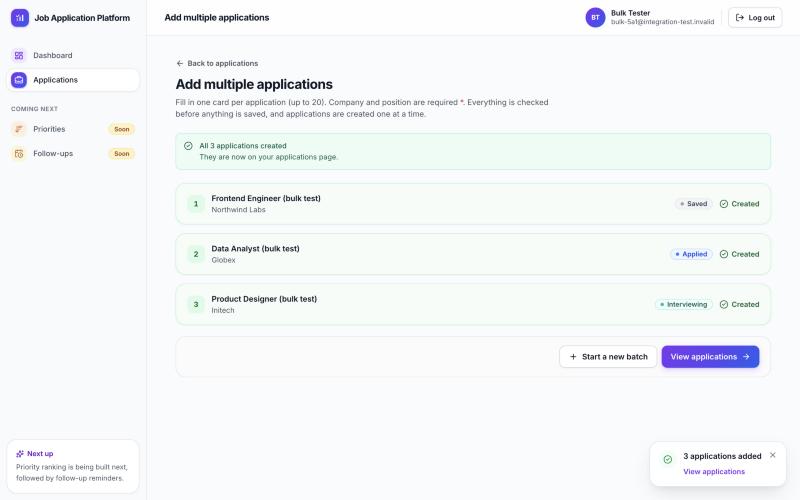 Job Application Platform
Add multiple applications
BT
Bulk Tester
bulk-5a1@integration-test.invalid
Log out
Dashboard
Applications
COMING NEXT
Priorities
Soon
Follow-ups
Soon
Back to applications
Add multiple applications
Fill in one card per application (up to 20). Company and position are required *. Everything is checked
before anything is saved, and applications are created one at a time.
All 3 applications created
They are now on your applications page.
1
Frontend Engineer (bulk test)
Northwind Labs
Saved
Created
2
Data Analyst (bulk test)
Globex
Applied
Created
3
Product Designer (bulk test)
Initech
Interviewing
Created
Start a new batch
View applications
Next up
Priority ranking is being built next,
followed by follow-up reminders.
3 applications added
View applications